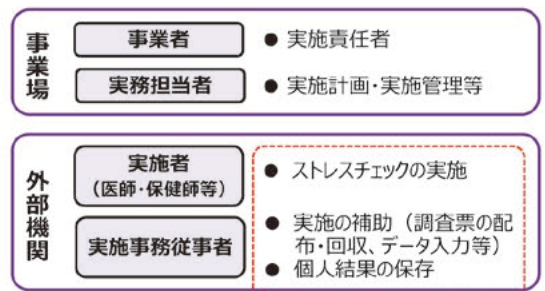 事業場
事業者
● 実施責任者
実務担当者
● 実施計画・実施管理等
外部機関
実施者
（医師・保健師等）
● ストレスチェックの実施
実施事務従事者
● 実施の補助（調査票の配
布・回収、データ入力等）
● 個人結果の保存